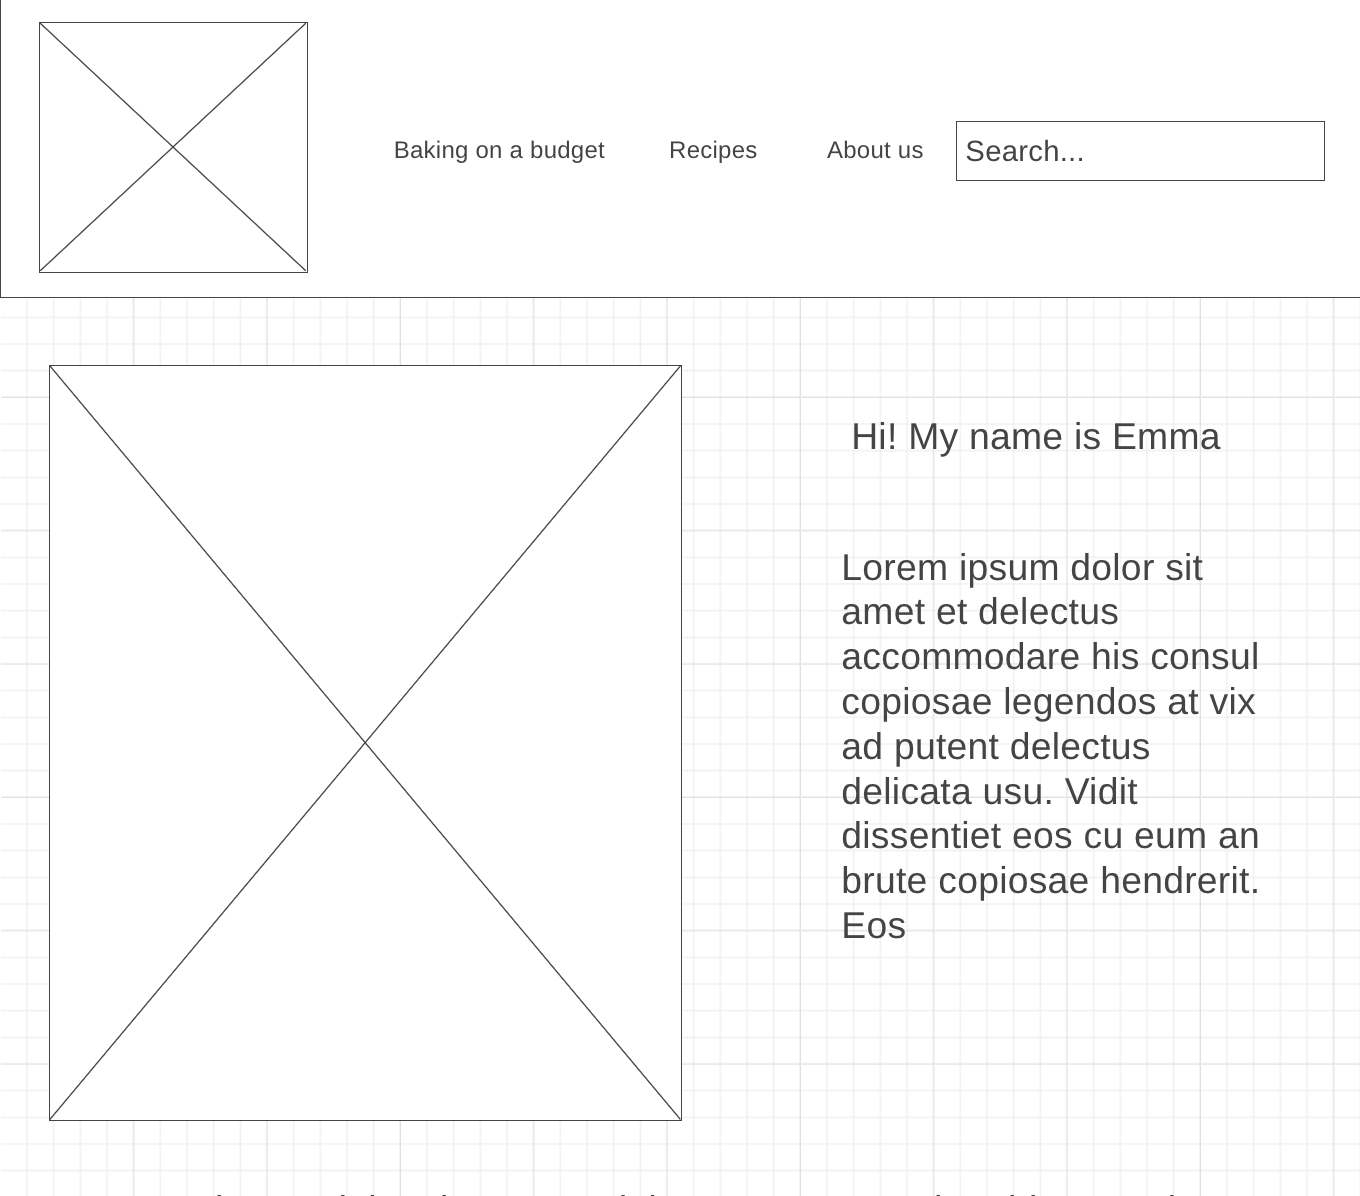 Baking on a budget
Recipes
About us
Search...
Hi! My name is Emma
Lorem ipsum dolor sit
amet et delectus
accommodare his consul
copiosae legendos at vix
ad putent delectus
delicata usu. Vidit
dissentiet eos cu eum an
brute copiosae hendrerit.
Eos